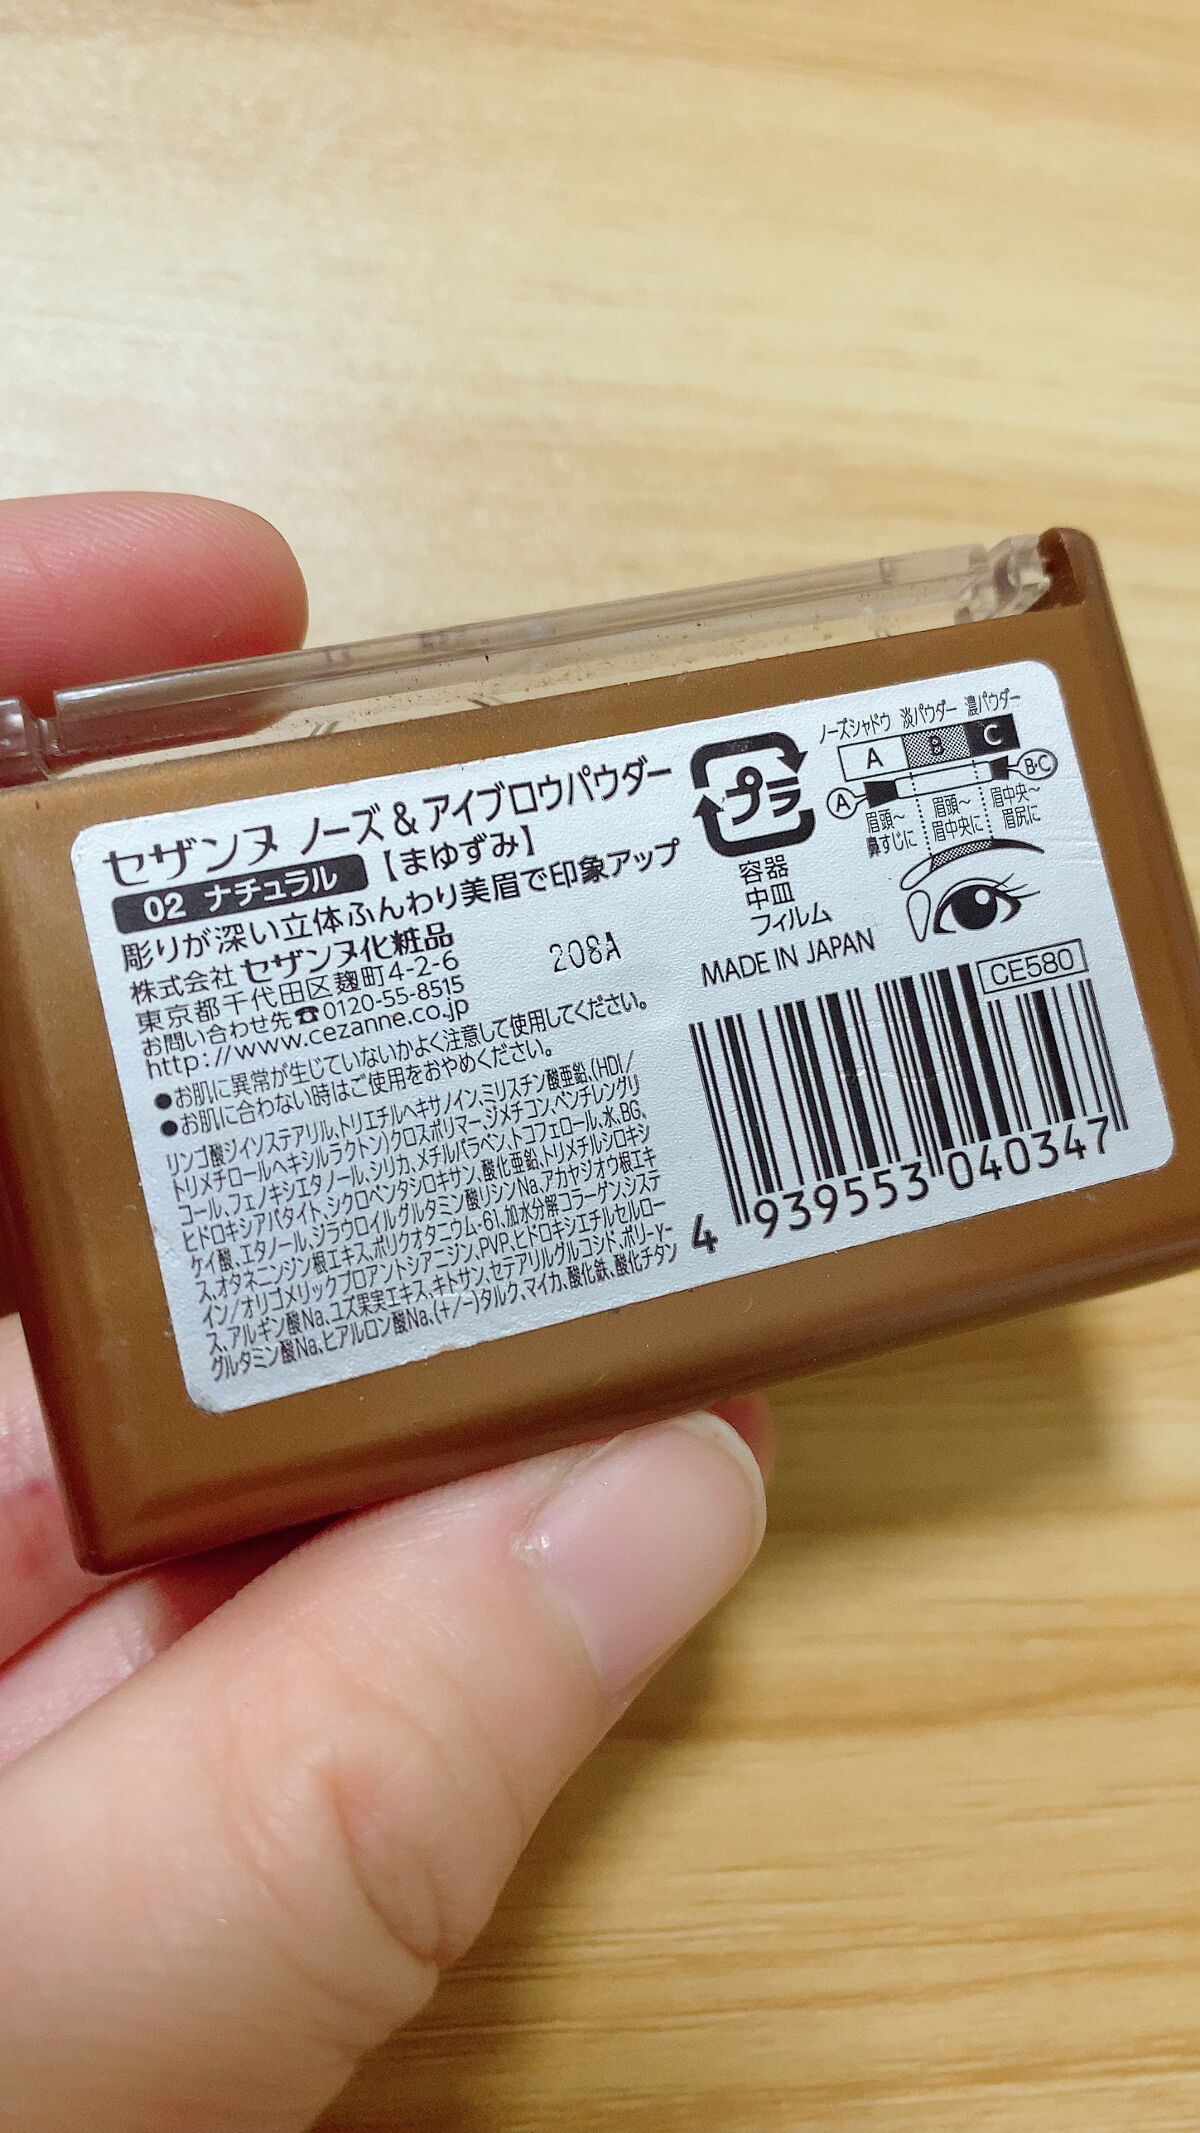 セザンヌ ノーズ&アイブロウパウダー
02 ナチュラル 【まゆずみ】
彫りが深い立体ふんわり美眉で印象アップ
株式会社 セザンヌ化粧品
東京都千代田区麹町4-2-6
お問い合わせ先☎0120-55-8515
http://www.cezanne.co.jp
208A
●お肌に異常が生じていないかよく注意して使用してください。
●お肌に合わない時はご使用をおやめください。
リンゴ酸ジイソステアリル、トリエチルヘキサノイン、ミリスチン酸亜鉛、(HDI/
トリメチロールヘキシルラクトン)クロスポリマー、ジメチコン、ペンチレングリ
コール、フェノキシエタノール、シリカ、メチルパラベン、トコフェロール、水、BG、
ヒドロキシアパタイト、シクロペンタシロキサン、酸化亜鉛、トリメチルシロキシ
ケイ酸、エタノール、ジラウロイルグルタミン酸リシンNa、アカヤジオウ根エキ
ス、オタネニンジン根エキス、ポリクオタニウム-61、加水分解コラーゲン、システ
イン/オリゴメリックプロアントシアニジン、PVP、ヒドロキシエチルセルロー
ス、アルギン酸Na、ユズ果実エキス、キトサン、セテアリルグルコシド、ポリ-γ-
グルタミン酸Na、ヒアルロン酸Na、(+/-)タルク、マイカ、酸化鉄、酸化チタン
プラ
容器
中皿
フィルム
MADE IN JAPAN
ノーズシャドウ 淡パウダー 濃パウダー
A B C
A B・C
眉頭～
鼻すじに
眉頭～
眉中央に
眉中央～
眉尻に
CE580
4 939553 040347